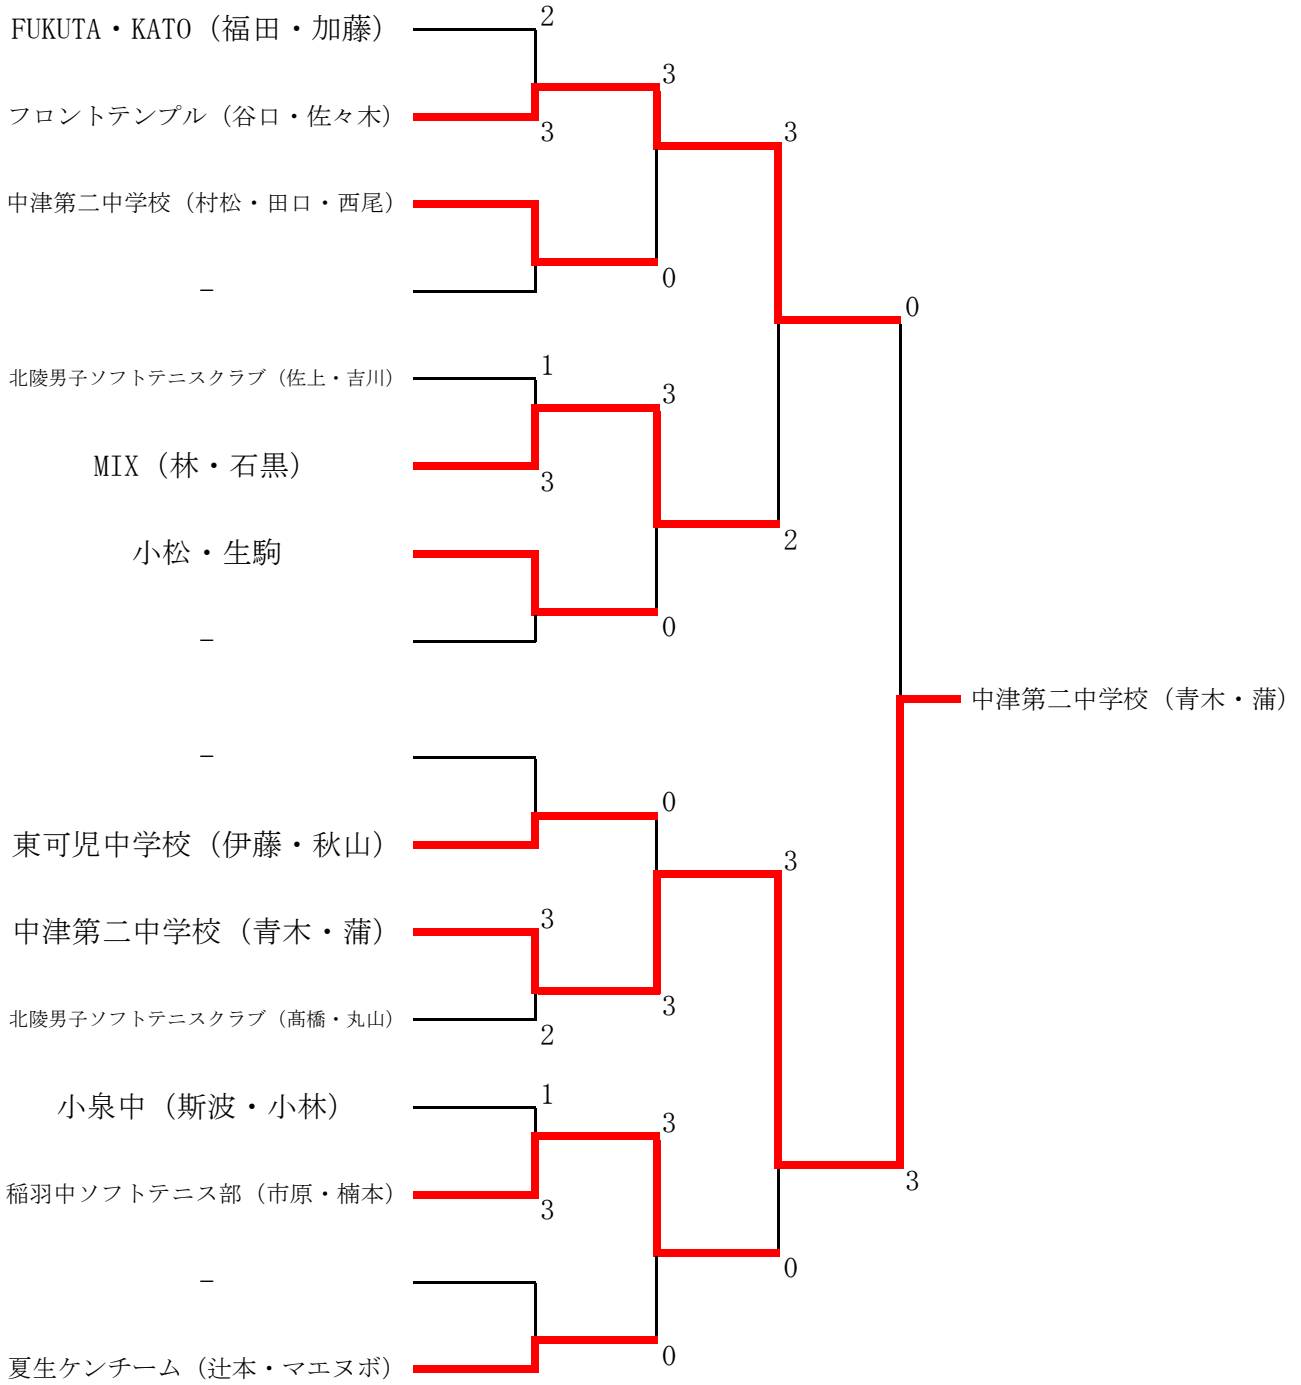 FUKUTA・KATO（福田・加藤）
2
フロントテンプル（谷口・佐々木）
3
3
中津第二中学校（村松・田口・西尾）
0
－
3
北陵男子ソフトテニスクラブ（佐上・吉川）
1
MIX（林・石黒）
3
3
小松・生駒
0
－
2
0
中津第二中学校（青木・蒲）
－
東可児中学校（伊藤・秋山）
0
中津第二中学校（青木・蒲）
3
3
北陵男子ソフトテニスクラブ（髙橋・丸山）
2
3
小泉中（斯波・小林）
1
稲羽中ソフトテニス部（市原・楠本）
3
3
－
0
夏生ケンチーム（辻本・マエヌボ）
0
3